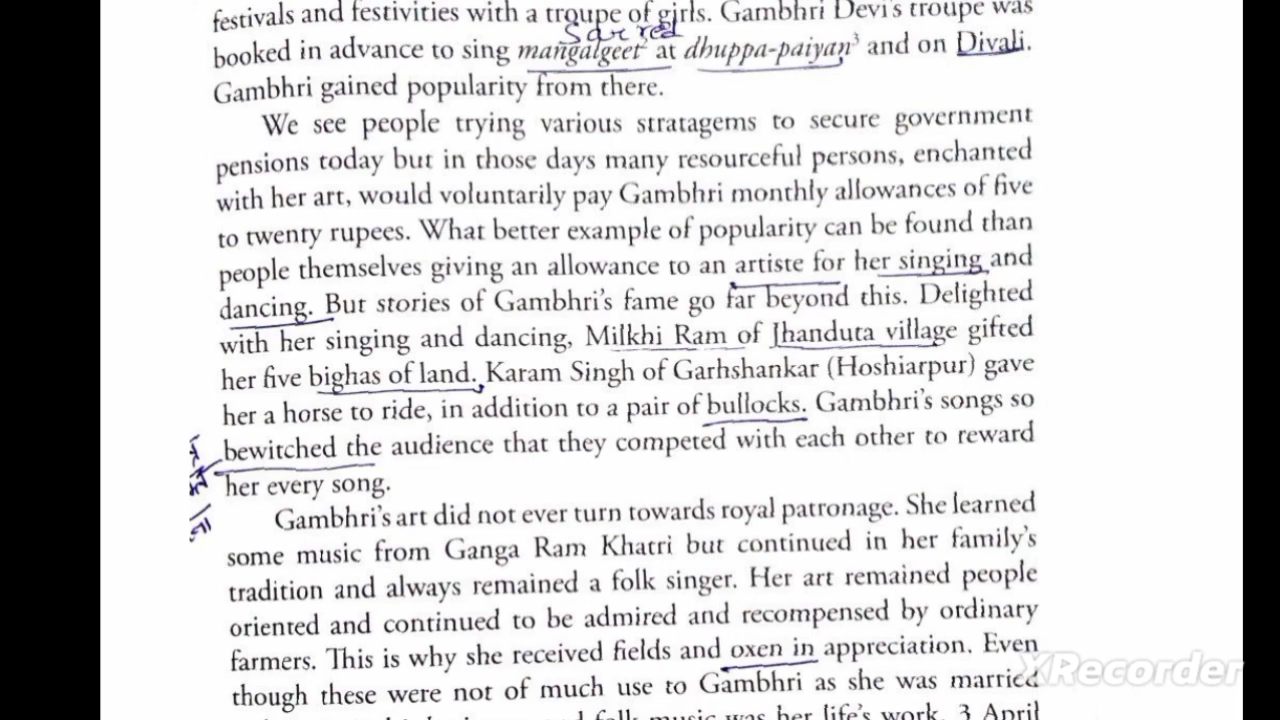 festivals and festivities with a troupe of girls. Gambhri Devi's troupe was
Sacred
booked in advance to sing mangalgeet² at dhuppa-paiyan³ and on Divali.
Gambhri gained popularity from there.
We see people trying various stratagems to secure government
pensions today but in those days many resourceful persons, enchanted
with her art, would voluntarily pay Gambhri monthly allowances of five
to twenty rupees. What better example of popularity can be found than
people themselves giving an allowance to an artiste for her singing and
dancing. But stories of Gambhri's fame go far beyond this. Delighted
with her singing and dancing, Milkhi Ram of Jhanduta village gifted
her five bighas of land. Karam Singh of Garhshankar (Hoshiarpur) gave
her a horse to ride, in addition to a pair of bullocks. Gambhri's songs so
bewitched the audience that they competed with each other to reward
her every song.
Gambhri's art did not ever turn towards royal patronage. She learned
some music from Ganga Ram Khatri but continued in her family's
tradition and always remained a folk singer. Her art remained people
oriented and continued to be admired and recompensed by ordinary
farmers. This is why she received fields and oxen in appreciation. Even
though these were not of much use to Gambhri as she was married
folk music was her life's work. 3 April
XRecorder